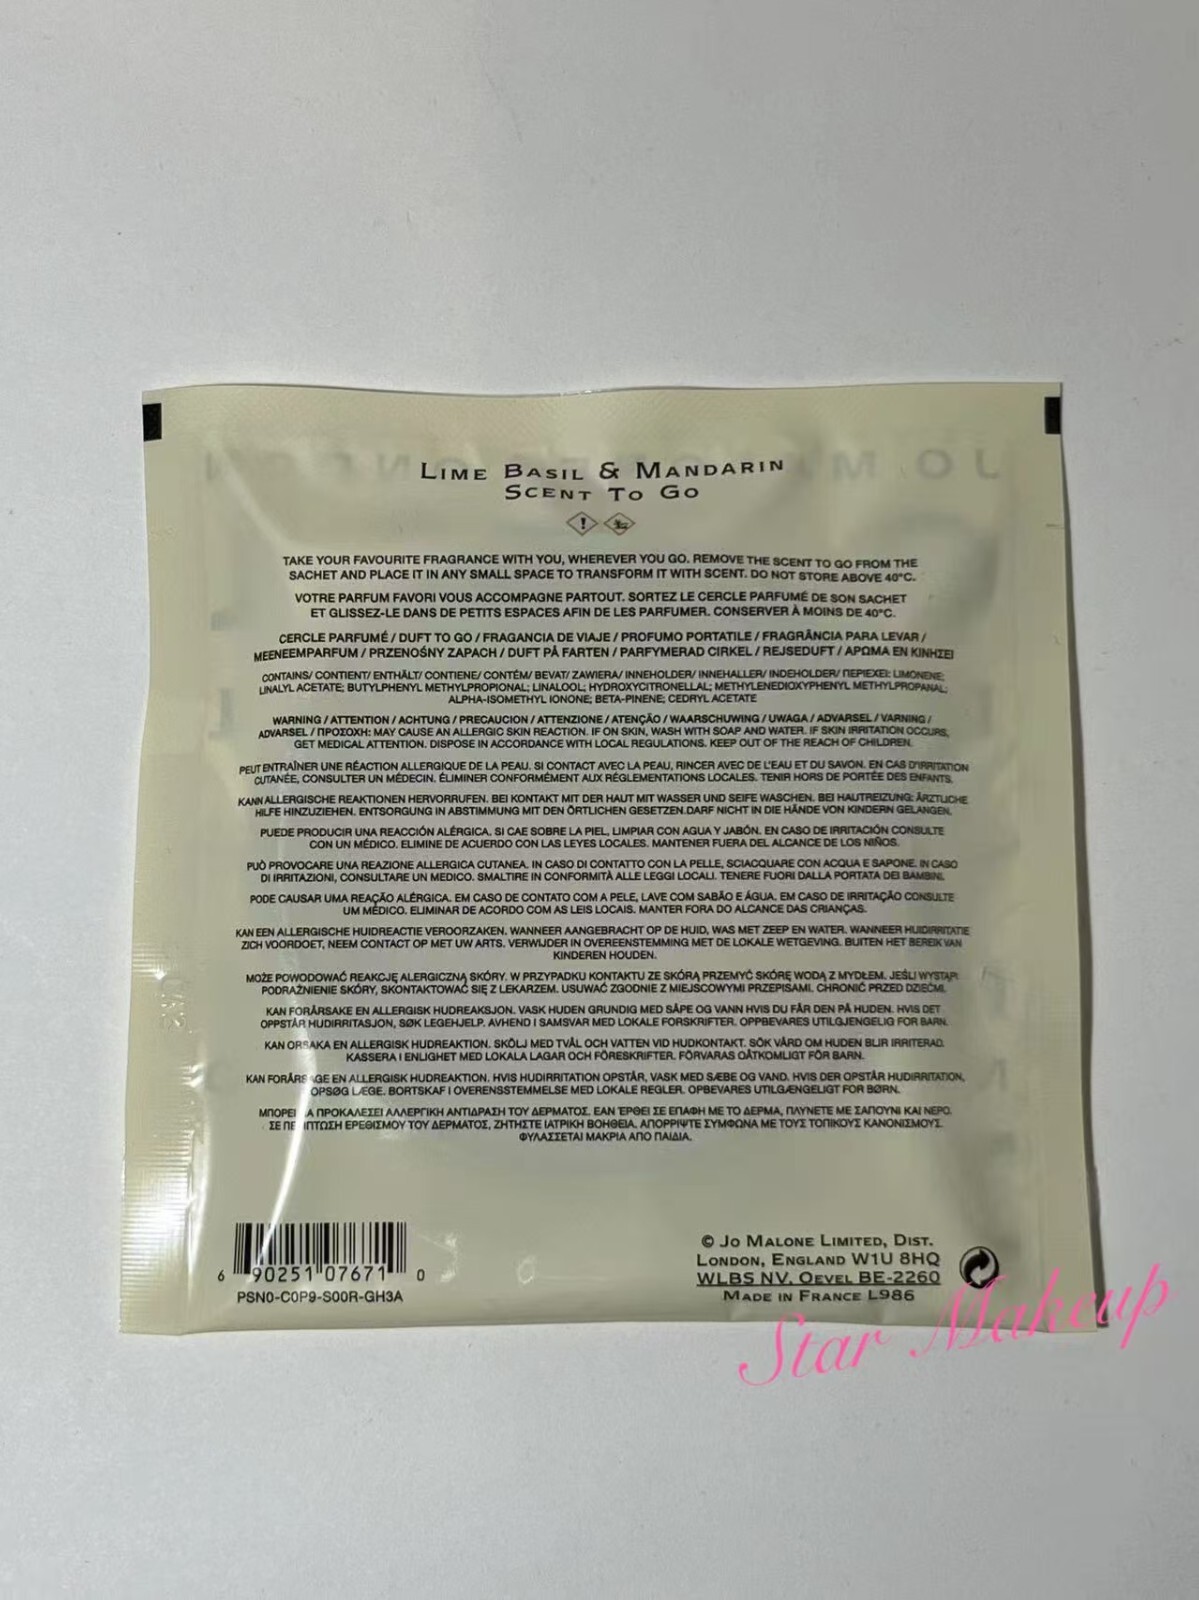 LIME BASIL & MANDARIN
SCENT TO GO
TAKE YOUR FAVOURITE FRAGRANCE WITH YOU, WHEREVER YOU GO. REMOVE THE SCENT TO GO FROM THE
SACHET AND PLACE IT IN ANY SMALL SPACE TO TRANSFORM IT WITH SCENT. DO NOT STORE ABOVE 40°C.
VOTRE PARFUM FAVORI VOUS ACCOMPAGNE PARTOUT. SORTEZ LE CERCLE PARFUMÉ DE SON SACHET
ET GLISSEZ-LE DANS DE PETITS ESPACES AFIN DE LES PARFUMER. CONSERVER À MOINS DE 40°C.
CERCLE PARFUMÉ / DUFT TO GO / FRAGANCIA DE VIAJE / PROFUMO PORTATILE / FRAGRÂNCIA PARA LEVAR /
MEENEEMPARFUM / PRZENOŚNY ZAPACH / DUFT PÅ FARTEN / PARFYMERAD CIRKEL / REJSEDUFT / ΑΡΩΜΑ ΕΝ ΚΙΝΗΣΕΙ
CONTAINS/ CONTIENT/ ENTHÄLT/ CONTIENE/ CONTÉM/ BEVAT/ ZAWIERA/ INNEHOLDER/ INNEHALLER/ INDEHOLDER/ ΠΕΡΙΕΧΕΙ: LIMONENE;
LINALYL ACETATE; BUTYLPHENYL METHYLPROPIONAL; LINALOOL; HYDROXYCITRONELLAL; METHYLENEDIOXYPHENYL METHYLPROPANAL;
ALPHA-ISOMETHYL IONONE; BETA-PINENE; CEDRYL ACETATE
WARNING / ATTENTION / ACHTUNG / PRECAUCION / ATTENZIONE / ATENÇÃO / WAARSCHUWING / UWAGA / ADVARSEL / VARNING /
ADVARSEL / ΠΡΟΣΟΧΗ: MAY CAUSE AN ALLERGIC SKIN REACTION. IF ON SKIN, WASH WITH SOAP AND WATER. IF SKIN IRRITATION OCCURS,
GET MEDICAL ATTENTION. DISPOSE IN ACCORDANCE WITH LOCAL REGULATIONS. KEEP OUT OF THE REACH OF CHILDREN.
PEUT ENTRAÎNER UNE RÉACTION ALLERGIQUE DE LA PEAU. SI CONTACT AVEC LA PEAU, RINCER AVEC DE L'EAU ET DU SAVON. EN CAS D'IRRITATION
CUTANÉE, CONSULTER UN MÉDECIN. ÉLIMINER CONFORMÉMENT AUX RÉGLEMENTATIONS LOCALES. TENIR HORS DE PORTÉE DES ENFANTS.
KANN ALLERGISCHE REAKTIONEN HERVORRUFEN. BEI KONTAKT MIT DER HAUT MIT WASSER UND SEIFE WASCHEN. BEI HAUTREIZUNG: ÄRZTLICHE
HILFE HINZUZIEHEN. ENTSORGUNG IN ABSTIMMUNG MIT DEN ÖRTLICHEN GESETZEN.DARF NICHT IN DIE HÄNDE VON KINDERN GELANGEN.
PUEDE PRODUCIR UNA REACCIÓN ALÉRGICA. SI CAE SOBRE LA PIEL, LIMPIAR CON AGUA Y JABÓN. EN CASO DE IRRITACIÓN CONSULTE
CON UN MÉDICO. ELIMINE DE ACUERDO CON LAS LEYES LOCALES. MANTENER FUERA DEL ALCANCE DE LOS NIÑOS.
PUÒ PROVOCARE UNA REAZIONE ALLERGICA CUTANEA. IN CASO DI CONTATTO CON LA PELLE, SCIACQUARE CON ACQUA E SAPONE. IN CASO
DI IRRITAZIONI, CONSULTARE UN MEDICO. SMALTIRE IN CONFORMITÀ ALLE LEGGI LOCALI. TENERE FUORI DALLA PORTATA DEI BAMBINI.
PODE CAUSAR UMA REAÇÃO ALÉRGICA. EM CASO DE CONTATO COM A PELE, LAVE COM SABÃO E ÁGUA. EM CASO DE IRRITAÇÃO CONSULTE
UM MÉDICO. ELIMINAR DE ACORDO COM AS LEIS LOCAIS. MANTER FORA DO ALCANCE DAS CRIANÇAS.
KAN EEN ALLERGISCHE HUIDREACTIE VEROORZAKEN. WANNEER AANGEBRACHT OP DE HUID, WAS MET ZEEP EN WATER. WANNEER HUIDIRRITATIE
ZICH VOORDOET, NEEM CONTACT OP MET UW ARTS. VERWIJDER IN OVEREENSTEMMING MET DE LOKALE WETGEVING. BUITEN HET BEREIK VAN
KINDEREN HOUDEN.
MOŻE POWODOWAĆ REAKCJĘ ALERGICZNĄ SKÓRY. W PRZYPADKU KONTAKTU ZE SKÓRĄ PRZEMYĆ SKÓRĘ WODĄ Z MYDŁEM. JEŚLI WYSTĄPI
PODRAŻNIENIE SKÓRY, SKONTAKTOWAĆ SIĘ Z LEKARZEM. USUWAĆ ZGODNIE Z MIEJSCOWYMI PRZEPISAMI. CHRONIĆ PRZED DZIEĆMI.
KAN FORÅRSAKE EN ALLERGISK HUDREAKSJON. VASK HUDEN GRUNDIG MED SÅPE OG VANN HVIS DU FÅR DEN PÅ HUDEN. HVIS DET
OPPSTÅR HUDIRRITASJON, SØK LEGEHJELP. AVHEND I SAMSVAR MED LOKALE FORSKRIFTER. OPPBEVARES UTILGJENGELIG FOR BARN.
KAN ORSAKA EN ALLERGISK HUDREAKTION. SKÖLJ MED TVÅL OCH VATTEN VID HUDKONTAKT. SÖK VÅRD OM HUDEN BLIR IRRITERAD.
KASSERA I ENLIGHET MED LOKALA LAGAR OCH FÖRESKRIFTER. FÖRVARAS OÅTKOMLIGT FÖR BARN.
KAN FORÅRSAGE EN ALLERGISK HUDREAKTION. HVIS HUDIRRITATION OPSTÅR, VASK MED SÆBE OG VAND. HVIS DER OPSTÅR HUDIRRITATION,
OPSØG LÆGE. BORTSKAF I OVERENSSTEMMELSE MED LOKALE REGLER. OPBEVARES UTILGÆNGELIGT FOR BØRN.
ΜΠΟΡΕΙ ΝΑ ΠΡΟΚΑΛΕΣΕΙ ΑΛΛΕΡΓΙΚΗ ΑΝΤΙΔΡΑΣΗ ΤΟΥ ΔΕΡΜΑΤΟΣ. ΕΑΝ ΈΡΘΕΙ ΣΕ ΕΠΑΦΗ ΜΕ ΤΟ ΔΕΡΜΑ, ΠΛΥΝΕΤΕ ΜΕ ΣΑΠΟΥΝΙ ΚΑΙ ΝΕΡΟ.
ΣΕ ΠΕΡΙΠΤΩΣΗ ΕΡΕΘΙΣΜΟΥ ΤΟΥ ΔΕΡΜΑΤΟΣ, ΖΗΤΗΣΤΕ ΙΑΤΡΙΚΗ ΒΟΗΘΕΙΑ. ΑΠΟΡΡΙΨΤΕ ΣΥΜΦΩΝΑ ΜΕ ΤΟΥΣ ΤΟΠΙΚΟΥΣ ΚΑΝΟΝΙΣΜΟΥΣ.
ΦΥΛΑΣΣΕΤΑΙ ΜΑΚΡΙΑ ΑΠΟ ΠΑΙΔΙΑ.
6 90251 07671 0
PSN0-C0P9-S00R-GH3A
© JO MALONE LIMITED, DIST.
LONDON, ENGLAND W1U 8HQ
WLBS NV. OEVEL BE-2260
MADE IN FRANCE L986
Star Makeup